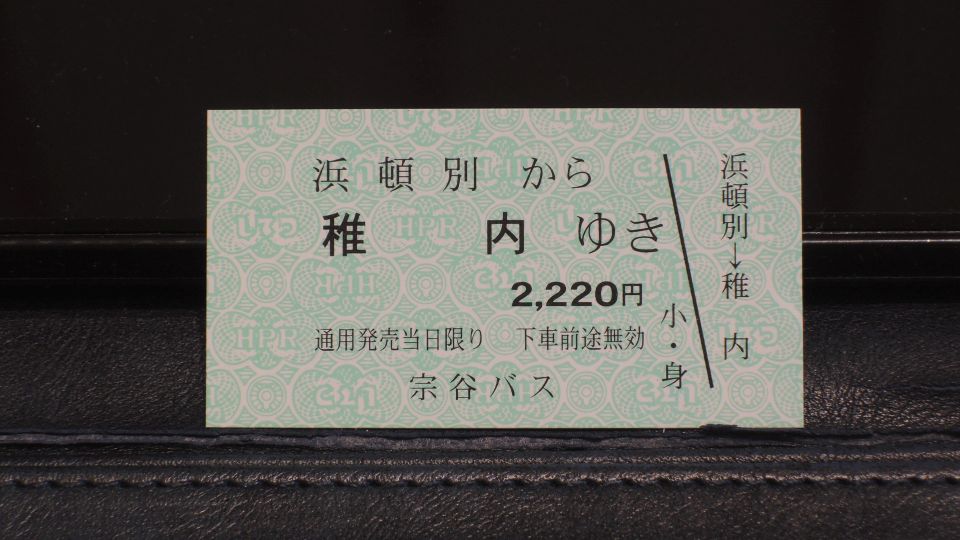 浜頓別 から
稚内 ゆき
2,220円
通用発売当日限り 下車前途無効
宗谷バス
小・身
浜頓別→稚内